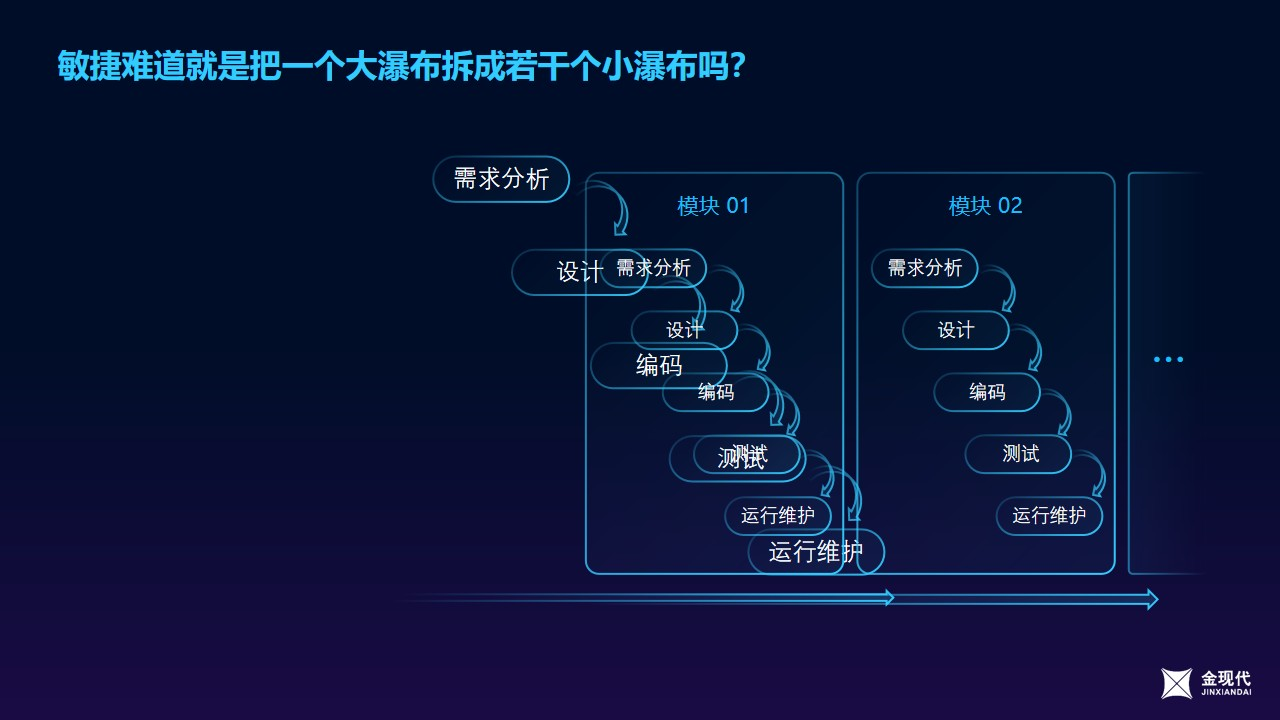 敏捷难道就是把一个大瀑布拆成若干个小瀑布吗?
需求分析
设计
编码
测试
运行维护
模块 01
需求分析
设计
编码
测试
运行维护
模块 02
需求分析
设计
编码
测试
运行维护
...
金现代
JINXIANDAI